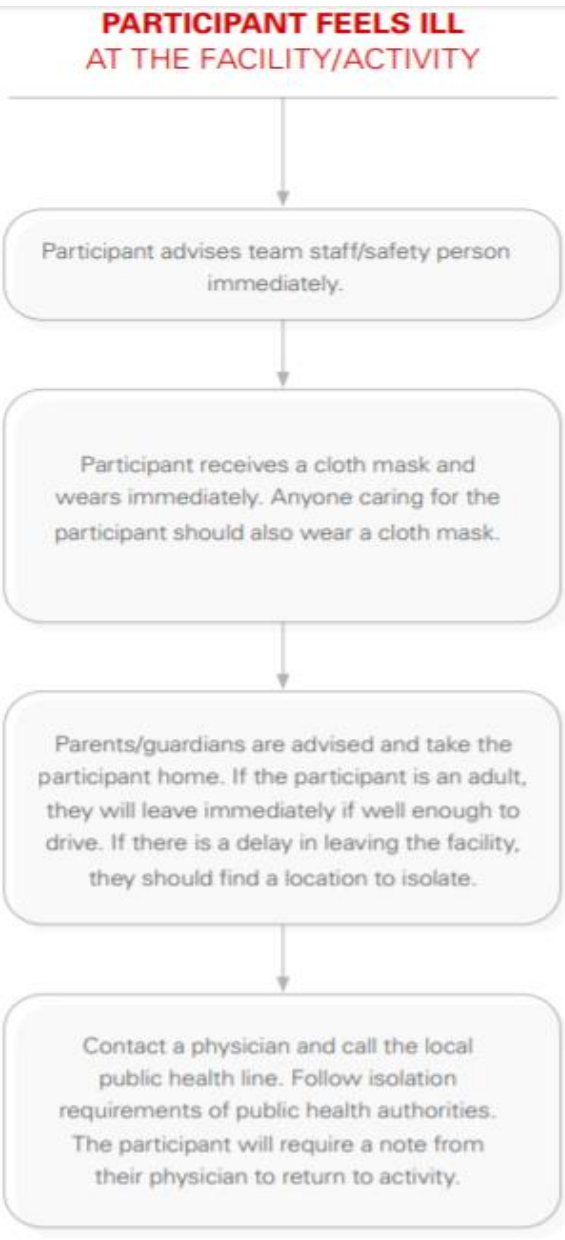 PARTICIPANT FEELS ILL
AT THE FACILITY/ACTIVITY
Participant advises team staff/safety person
immediately.
Participant receives a cloth mask and
wears immediately. Anyone caring for the
participant should also wear a cloth mask.
Parents/guardians are advised and take the
participant home. If the participant is an adult,
they will leave immediately if well enough to
drive. If there is a delay in leaving the facility,
they should find a location to isolate.
Contact a physician and call the local
public health line. Follow isolation
requirements of public health authorities.
The participant will require a note from
their physician to return to activity.